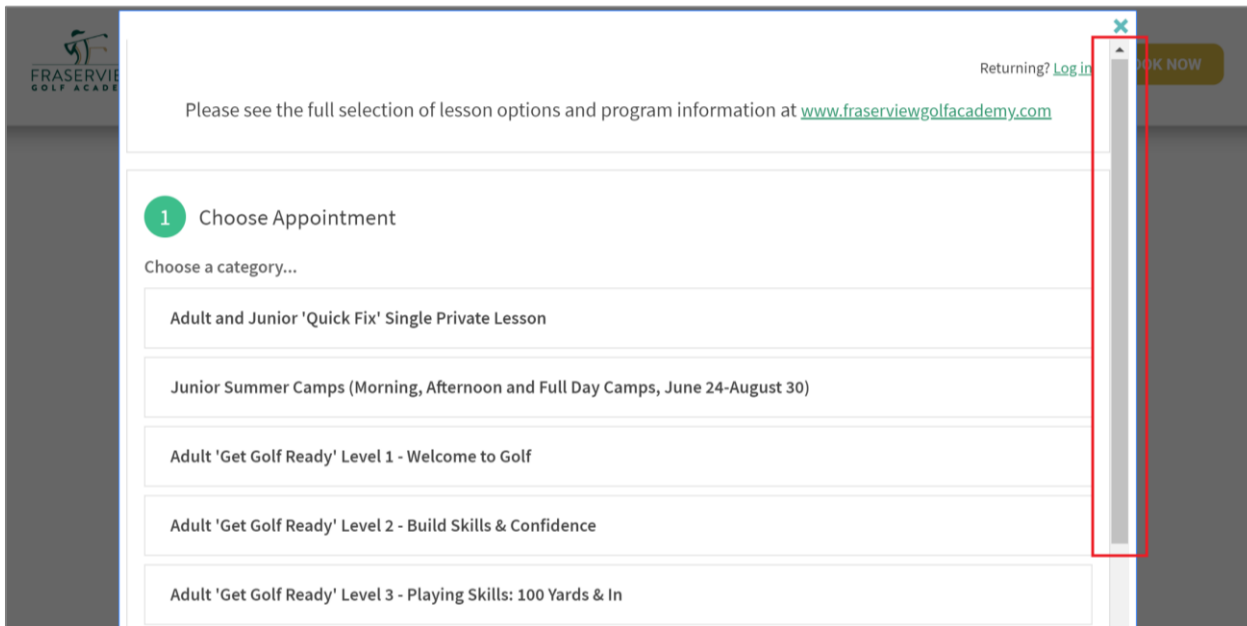 FRASERVIE
GOLF ACADE
OOK NOW
Returning? Log in
Please see the full selection of lesson options and program information at www.fraserviewgolfacademy.com
1 Choose Appointment
Choose a category...
Adult and Junior 'Quick Fix' Single Private Lesson
Junior Summer Camps (Morning, Afternoon and Full Day Camps, June 24-August 30)
Adult 'Get Golf Ready' Level 1 - Welcome to Golf
Adult 'Get Golf Ready' Level 2 - Build Skills & Confidence
Adult 'Get Golf Ready' Level 3 - Playing Skills: 100 Yards & In